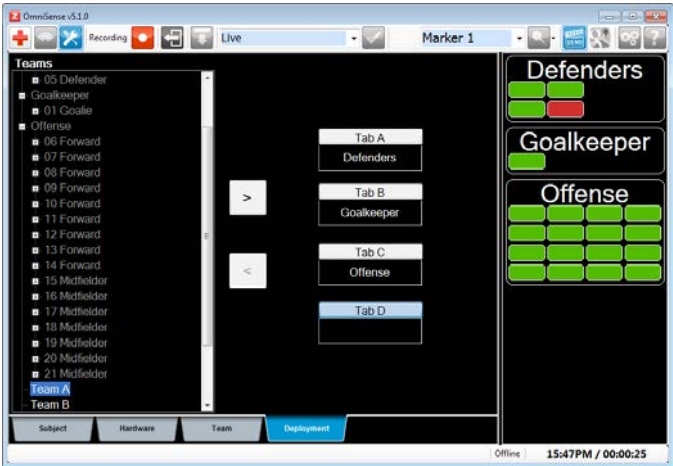 OmniSense v5.1.0
Recording
Live
Marker 1
Teams
05 Defender
Goalkeeper
01 Goalie
Offense
06 Forward
07 Forward
08 Forward
09 Forward
10 Forward
11 Forward
12 Forward
13 Forward
14 Forward
15 Midfielder
16 Midfielder
17 Midfielder
18 Midfielder
19 Midfielder
20 Midfielder
21 Midfielder
Team A
Team B
>
<
Tab A
Defenders
Tab B
Goalkeeper
Tab C
Offense
Tab D
Defenders
Goalkeeper
Offense
Subject
Hardware
Team
Deployment
Offline
15:47PM / 00:00:25